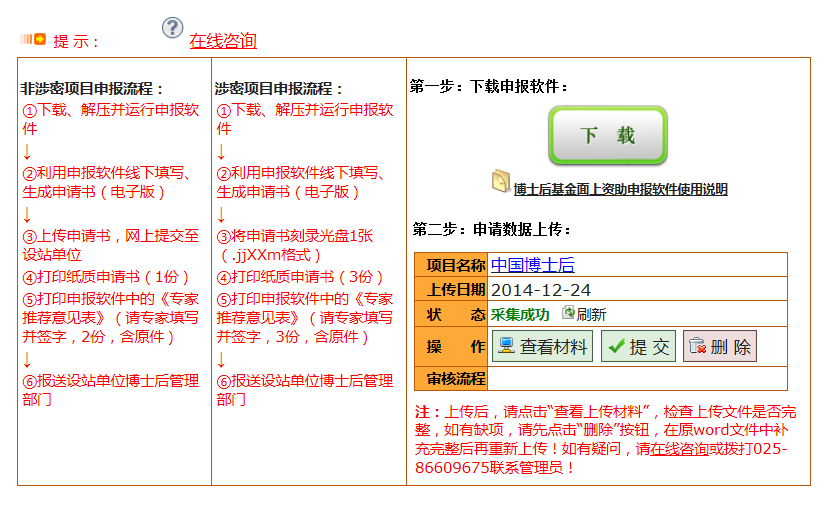 提 示：
在线咨询
非涉密项目申报流程：
①下载、解压并运行申报软
件
↓
②利用申报软件线下填写、
生成申请书（电子版）
↓
③上传申请书，网上提交至
设站单位
④打印纸质申请书（1份）
⑤打印申报软件中的《专家
推荐意见表》（请专家填写
并签字，2份，含原件）
↓
⑥报送设站单位博士后管理
部门
涉密项目申报流程：
①下载、解压并运行申报软
件
↓
②利用申报软件线下填写、
生成申请书（电子版）
↓
③将申请书刻录光盘1张
（.jjXXm格式）
④打印纸质申请书（3份）
⑤打印申报软件中的《专家
推荐意见表》（请专家填写
并签字，3份，含原件）
↓
⑥报送设站单位博士后管理
部门
第一步：下载申报软件：
下 载
博士后基金面上资助申报软件使用说明
第二步：申请数据上传：
项目名称 中国博士后
上传日期 2014-12-24
状 态 采集成功 刷新
操 作 查看材料 提 交 删 除
审核流程
注：上传后，请点击“查看上传材料”，检查上传文件是否完
整，如有缺项，请先点击“删除”按钮，在原word文件中补
充完整后再重新上传！如有疑问，请在线咨询或拨打025-
86609675联系管理员！